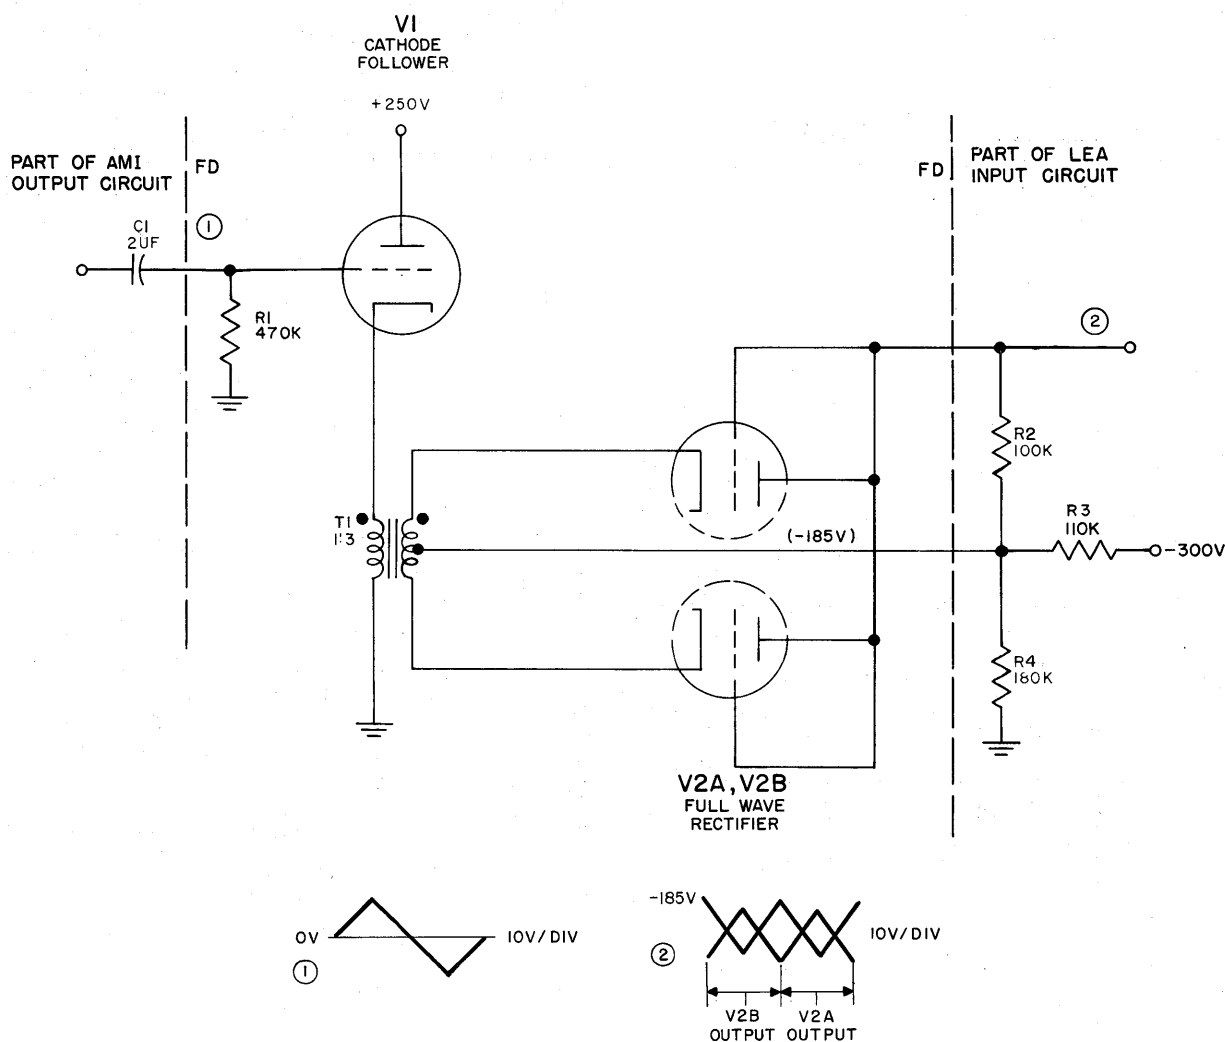 V1
CATHODE
FOLLOWER
+250V
PART OF AMI
OUTPUT CIRCUIT
FD
1
C1
2UF
R1
470K
FD
PART OF LEA
INPUT CIRCUIT
2
R2
100K
R3
110K
-300V
(-185V)
T1
1:3
R4
180K
V2A, V2B
FULL WAVE
RECTIFIER
0V
10V/DIV
1
-185V
10V/DIV
2
V2B
OUTPUT
V2A
OUTPUT